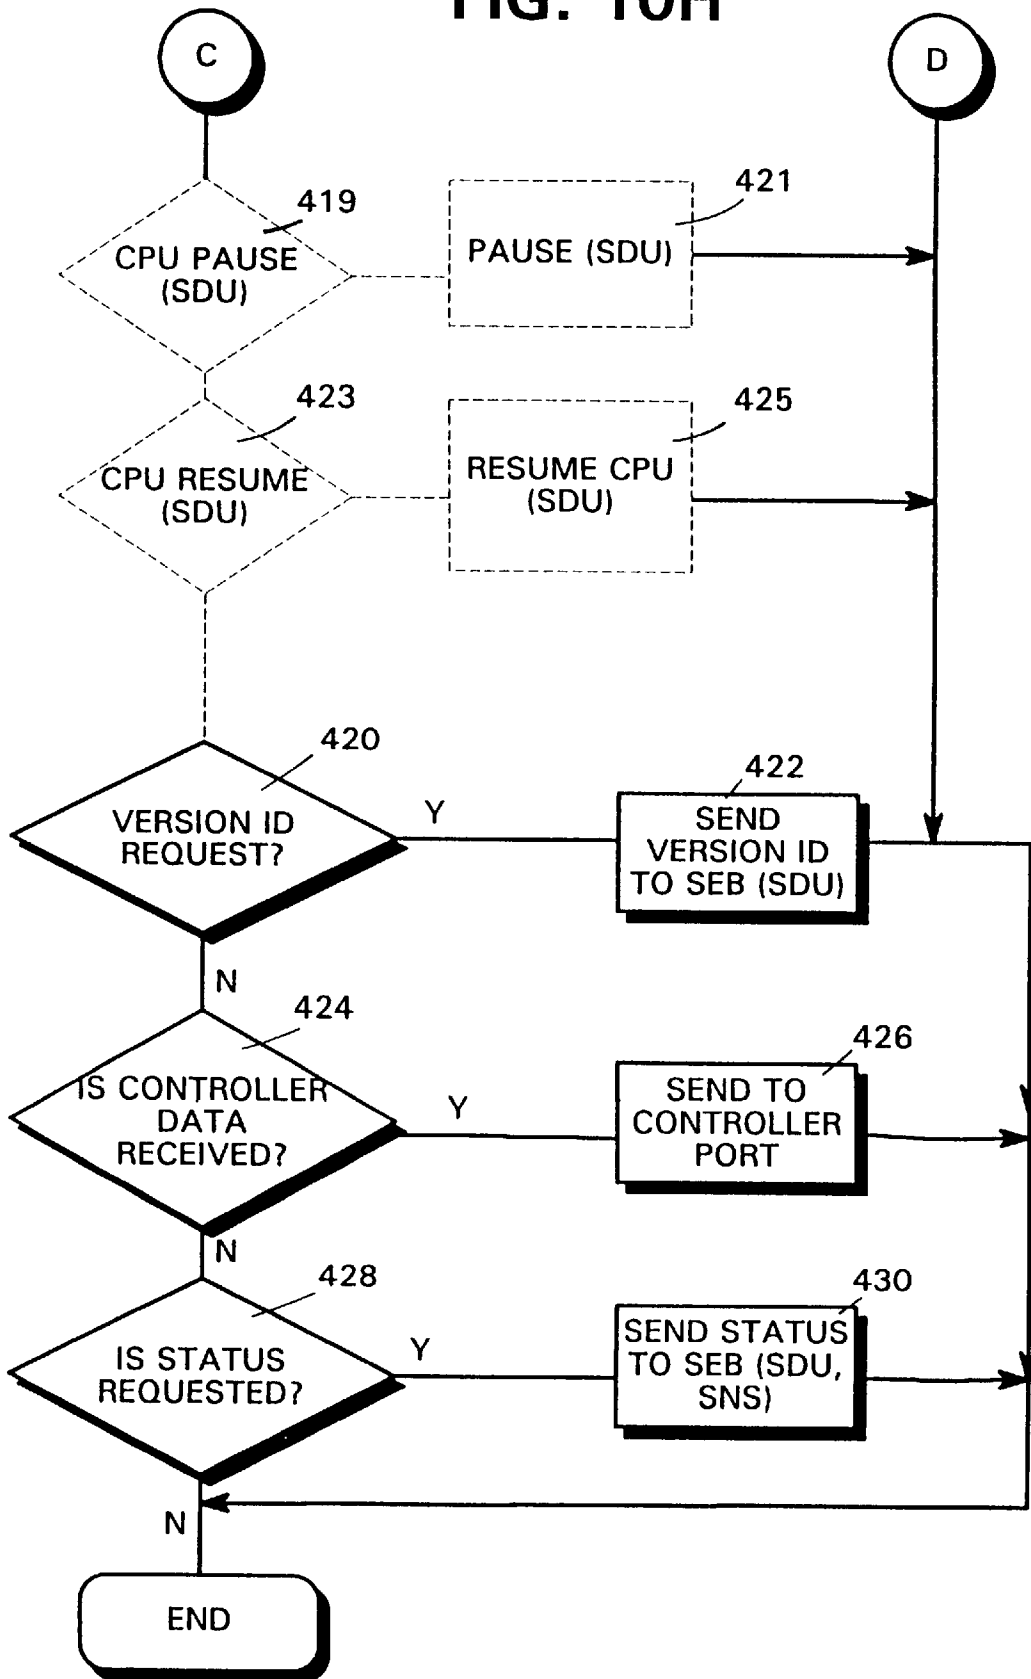 FIG. 10H
C
D
419
CPU PAUSE
(SDU)
421
PAUSE (SDU)
423
CPU RESUME
(SDU)
425
RESUME CPU
(SDU)
420
VERSION ID
REQUEST?
Y
422
SEND
VERSION ID
TO SEB (SDU)
N
424
IS CONTROLLER
DATA
RECEIVED?
Y
426
SEND TO
CONTROLLER
PORT
N
428
IS STATUS
REQUESTED?
Y
430
SEND STATUS
TO SEB (SDU,
SNS)
N
END